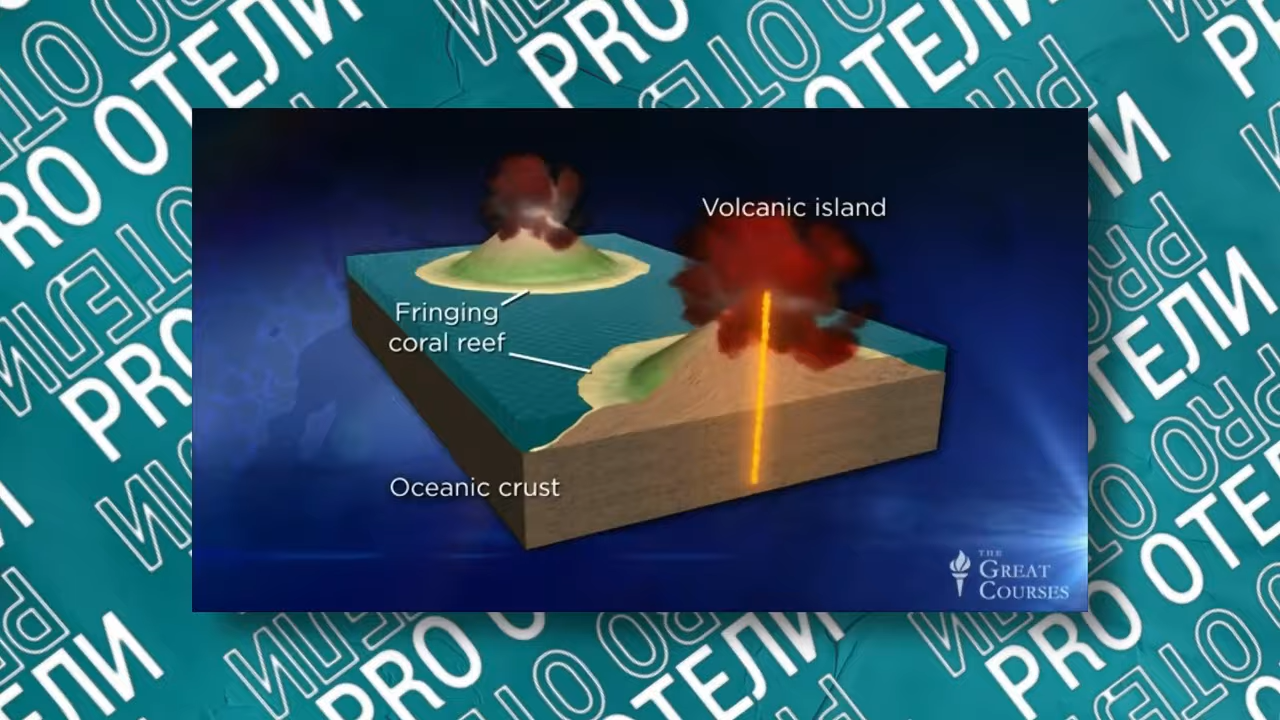 PRO ОТЕЛИ
Volcanic island
Fringing
coral reef
Oceanic crust
THE
GREAT
COURSES